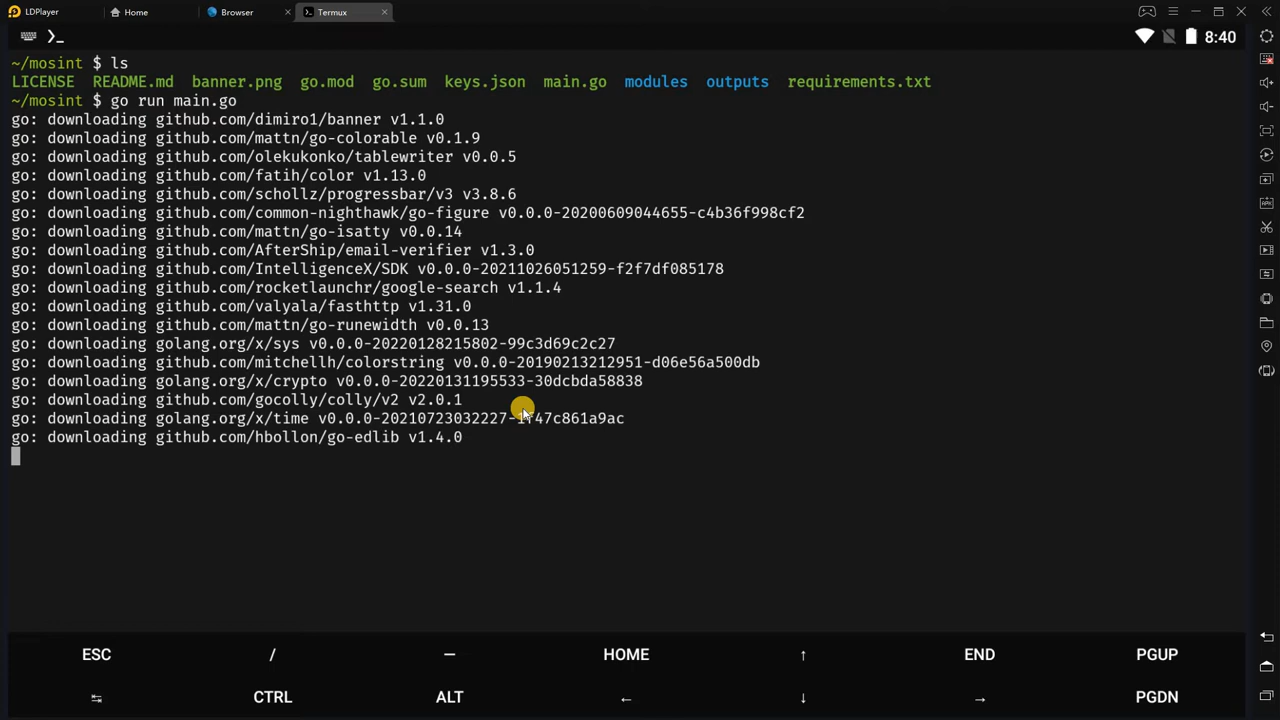 LDPlayer Home Browser Termux
8:40
~/mosint $ ls
LICENSE README.md banner.png go.mod go.sum keys.json main.go modules outputs requirements.txt
~/mosint $ go run main.go
go: downloading github.com/dimiro1/banner v1.1.0
go: downloading github.com/mattn/go-colorable v0.1.9
go: downloading github.com/olekukonko/tablewriter v0.0.5
go: downloading github.com/fatih/color v1.13.0
go: downloading github.com/schollz/progressbar/v3 v3.8.6
go: downloading github.com/common-nighthawk/go-figure v0.0.0-20200609044655-c4b36f998cf2
go: downloading github.com/mattn/go-isatty v0.0.14
go: downloading github.com/AfterShip/email-verifier v1.3.0
go: downloading github.com/IntelligenceX/SDK v0.0.0-20211026051259-f2f7df085178
go: downloading github.com/rocketlaunchr/google-search v1.1.4
go: downloading github.com/valyala/fasthttp v1.31.0
go: downloading github.com/mattn/go-runewidth v0.0.13
go: downloading golang.org/x/sys v0.0.0-20220128215802-99c3d69c2c27
go: downloading github.com/mitchellh/colorstring v0.0.0-20190213212951-d06e56a500db
go: downloading golang.org/x/crypto v0.0.0-20220131195533-30dcbda58838
go: downloading github.com/gocolly/colly/v2 v2.0.1
go: downloading golang.org/x/time v0.0.0-20210723032227-1f47c861a9ac
go: downloading github.com/hbollon/go-edlib v1.4.0
ESC / — HOME ↑ END PGUP
↹ CTRL ALT ← ↓ → PGDN